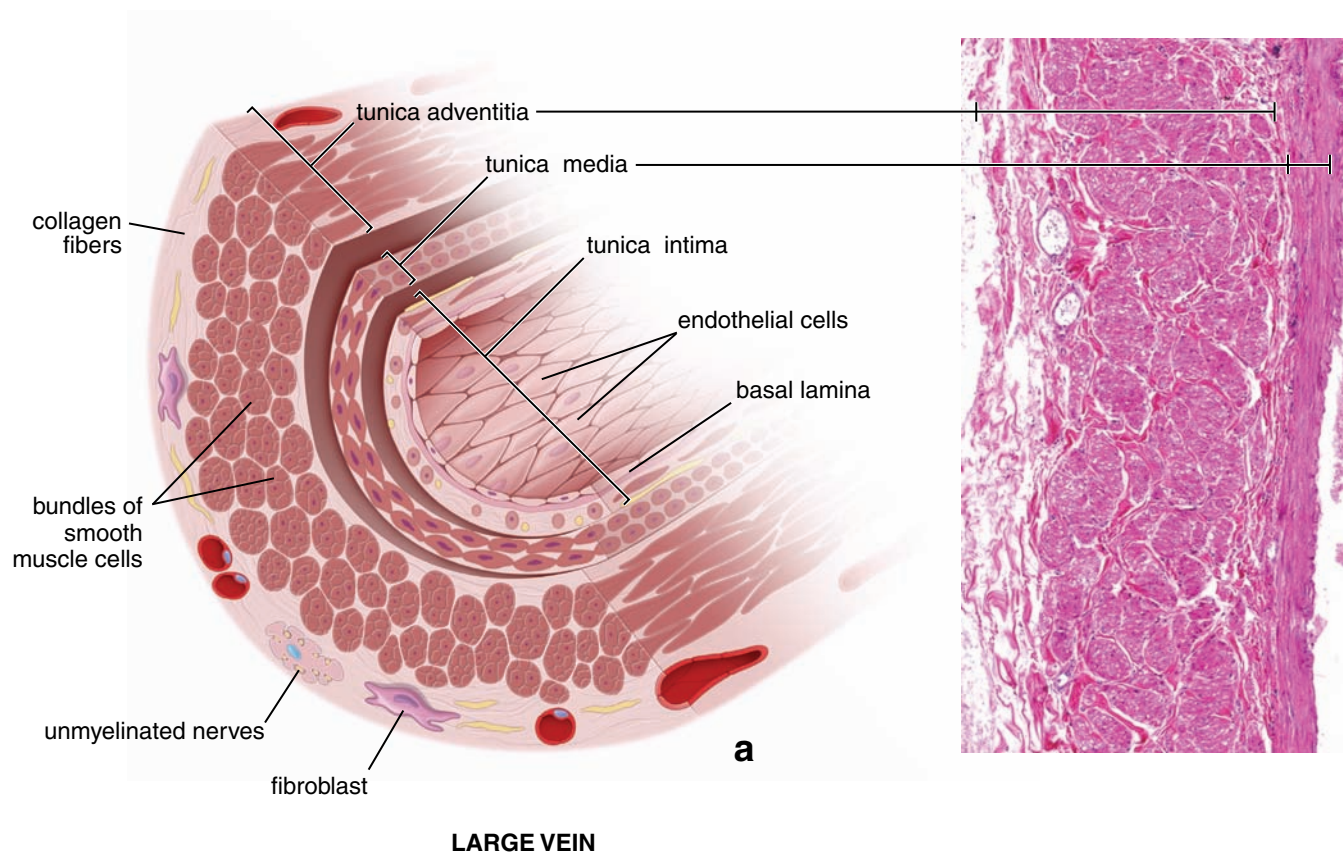 tunica adventitia
tunica media
tunica intima
collagen
fibers
endothelial cells
basal lamina
bundles of
smooth
muscle cells
unmyelinated nerves
fibroblast
a
LARGE VEIN